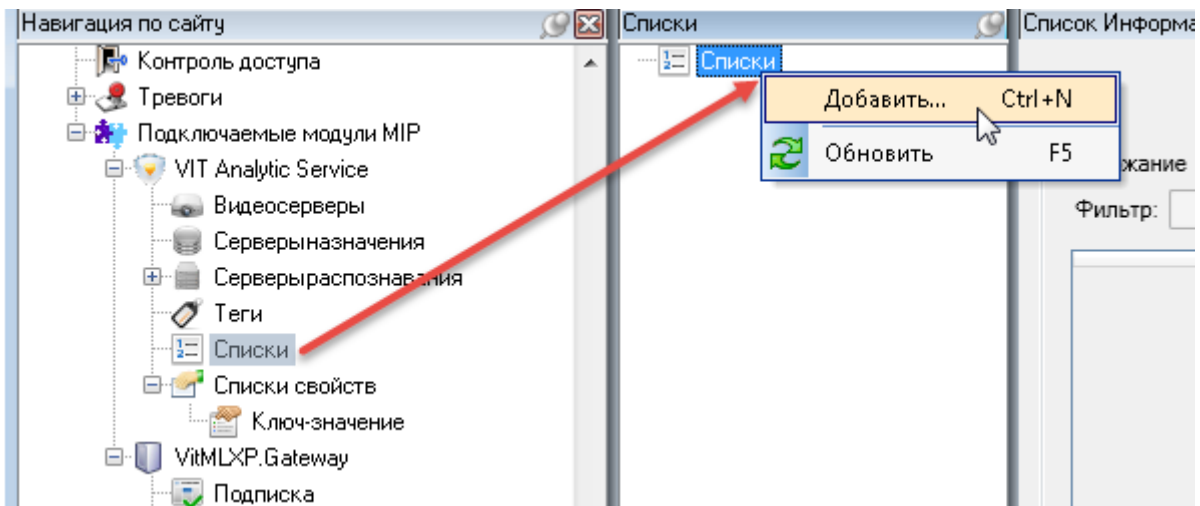 Навигация по сайту
Контроль доступа
Тревоги
Подключаемые модули MIP
VIT Analytic Service
Видеосерверы
Серверыназначения
Серверыраспознавания
Теги
Списки
Списки свойств
Ключ-значение
VitMLXP.Gateway
Подписка
Списки
Списки
Добавить... Ctrl+N
Обновить F5
Список Информа
жание
Фильтр: